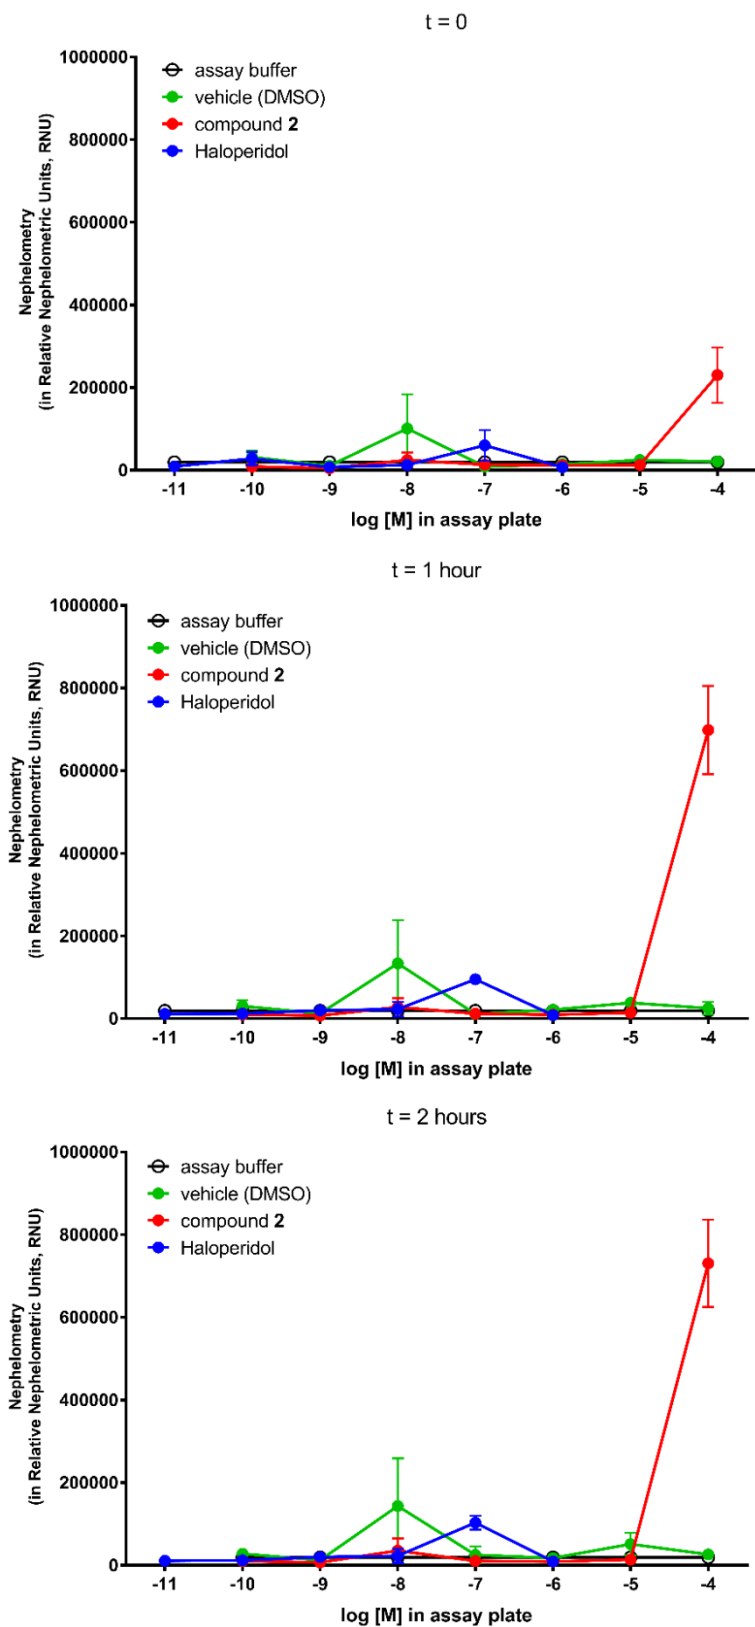 t = 0
Nephelometry
(in Relative Nephelometric Units, RNU)
1000000
800000
600000
400000
200000
0
assay buffer
vehicle (DMSO)
compound 2
Haloperidol
-11 -10 -9 -8 -7 -6 -5 -4
log [M] in assay plate
t = 1 hour
Nephelometry
(in Relative Nephelometric Units, RNU)
1000000
800000
600000
400000
200000
0
assay buffer
vehicle (DMSO)
compound 2
Haloperidol
-11 -10 -9 -8 -7 -6 -5 -4
log [M] in assay plate
t = 2 hours
Nephelometry
(in Relative Nephelometric Units, RNU)
1000000
800000
600000
400000
200000
0
assay buffer
vehicle (DMSO)
compound 2
Haloperidol
-11 -10 -9 -8 -7 -6 -5 -4
log [M] in assay plate